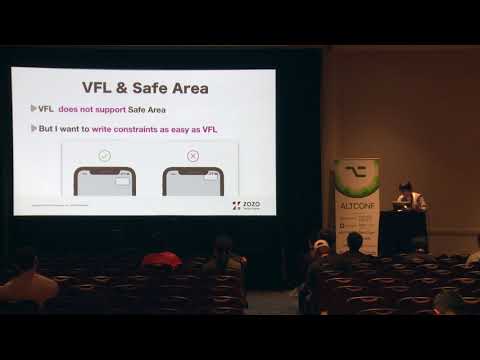 VFL & Safe Area
VFL does not support Safe Area
But I want to write constraints as easy as VFL
ZOZO
ALTCONF